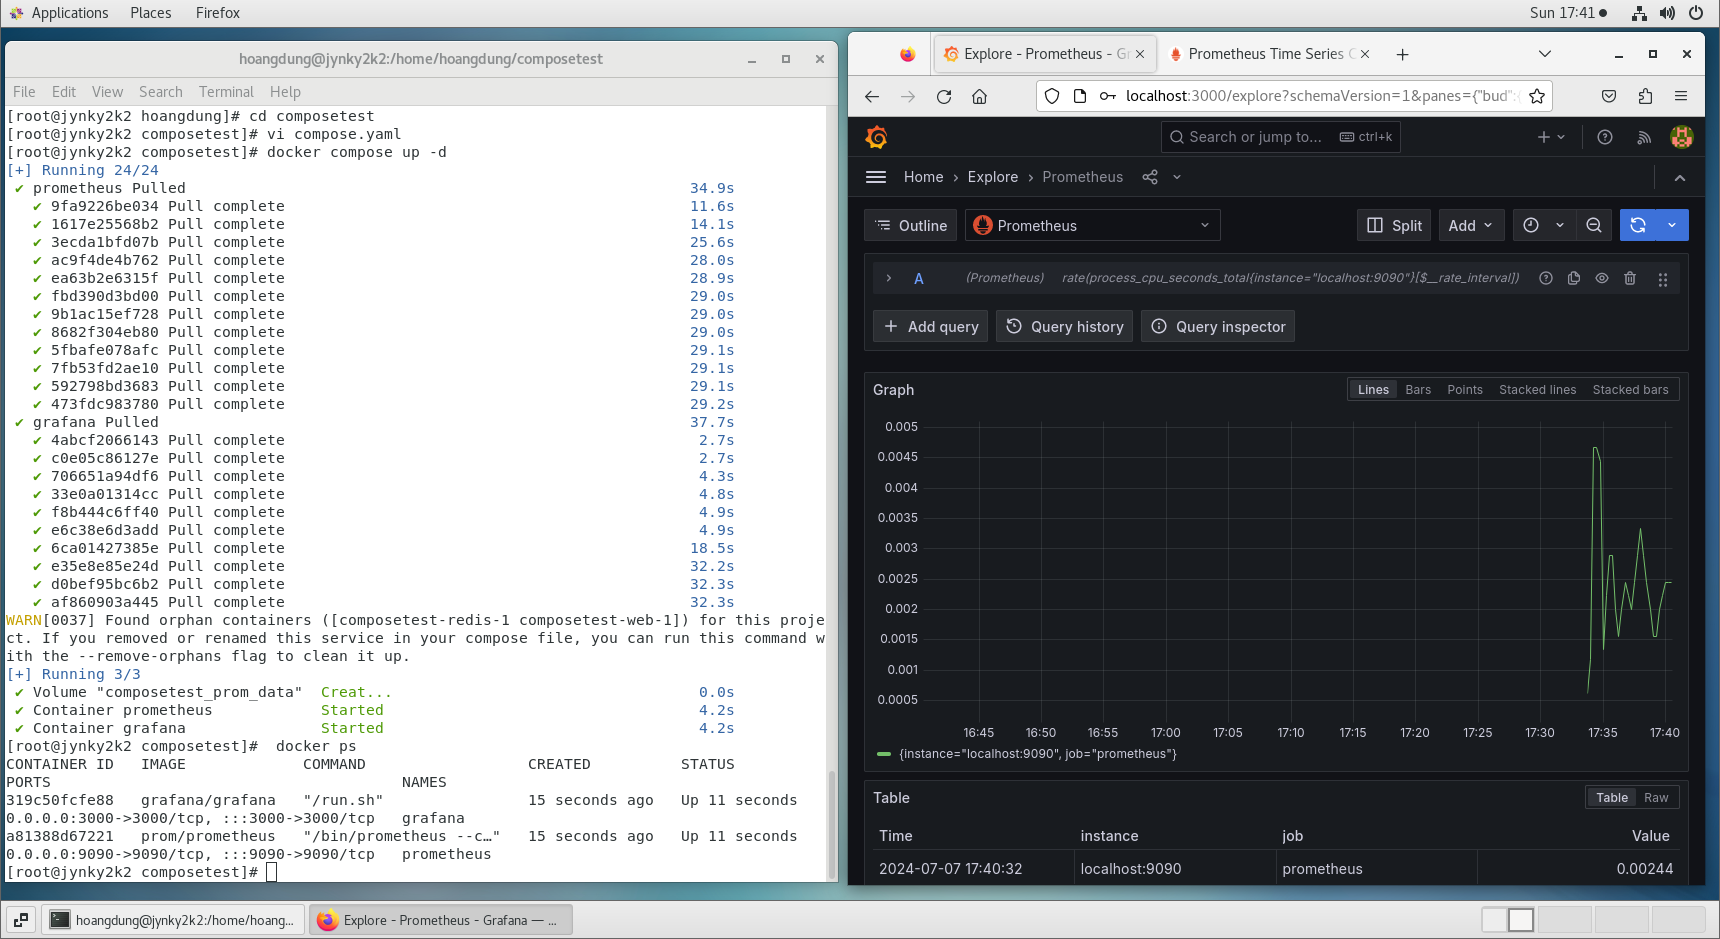 Applications Places Firefox Sun 17:41
hoangdung@jynky2k2:/home/hoangdung/composetest
File Edit View Search Terminal Help
[root@jynky2k2 hoangdung]# cd composetest
[root@jynky2k2 composetest]# vi compose.yaml
[root@jynky2k2 composetest]# docker compose up -d
[+] Running 24/24
✔ prometheus Pulled 34.9s
✔ 9fa9226be034 Pull complete 11.6s
✔ 1617e25568b2 Pull complete 14.1s
✔ 3ecda1bfd07b Pull complete 25.6s
✔ ac9f4de4b762 Pull complete 28.0s
✔ ea63b2e6315f Pull complete 28.9s
✔ fbd390d3bd00 Pull complete 29.0s
✔ 9b1ac15ef728 Pull complete 29.0s
✔ 8682f304eb80 Pull complete 29.0s
✔ 5fbafe078afc Pull complete 29.1s
✔ 7fb53fd2ae10 Pull complete 29.1s
✔ 592798bd3683 Pull complete 29.1s
✔ 473fdc983780 Pull complete 29.2s
✔ grafana Pulled 37.7s
✔ 4abcf2066143 Pull complete 2.7s
✔ c0e05c86127e Pull complete 2.7s
✔ 706651a94df6 Pull complete 4.3s
✔ 33e0a01314cc Pull complete 4.8s
✔ f8b444c6ff40 Pull complete 4.9s
✔ e6c38e6d3add Pull complete 4.9s
✔ 6ca01427385e Pull complete 18.5s
✔ e35e8e85e24d Pull complete 32.2s
✔ d0bef95bc6b2 Pull complete 32.3s
✔ af860903a445 Pull complete 32.3s
WARN[0037] Found orphan containers ([composetest-redis-1 composetest-web-1]) for this proje
ct. If you removed or renamed this service in your compose file, you can run this command w
ith the --remove-orphans flag to clean it up.
[+] Running 3/3
✔ Volume "composetest_prom_data" Creat... 0.0s
✔ Container prometheus Started 4.2s
✔ Container grafana Started 4.2s
[root@jynky2k2 composetest]#  docker ps
CONTAINER ID IMAGE COMMAND CREATED STATUS
PORTS NAMES
319c50fcfe88 grafana/grafana "/run.sh" 15 seconds ago Up 11 seconds
0.0.0.0:3000->3000/tcp, :::3000->3000/tcp grafana
a81388d67221 prom/prometheus "/bin/prometheus --c…" 15 seconds ago Up 11 seconds
0.0.0.0:9090->9090/tcp, :::9090->9090/tcp prometheus
[root@jynky2k2 composetest]#
Explore - Prometheus - Gr
Prometheus Time Series C
localhost:3000/explore?schemaVersion=1&panes={"bud":{
Search or jump to... ctrl+k
Home › Explore › Prometheus
Outline Prometheus Split Add
A (Prometheus) rate(process_cpu_seconds_total{instance="localhost:9090"}[$__rate_interval])
+ Add query Query history Query inspector
Graph Lines Bars Points Stacked lines Stacked bars
0.005
0.0045
0.004
0.0035
0.003
0.0025
0.002
0.0015
0.001
0.0005
16:45 16:50 16:55 17:00 17:05 17:10 17:15 17:20 17:25 17:30 17:35 17:40
{instance="localhost:9090", job="prometheus"}
Table Table Raw
Time instance job Value
2024-07-07 17:40:32 localhost:9090 prometheus 0.00244
hoangdung@jynky2k2:/home/hoang...
Explore - Prometheus - Grafana — ...